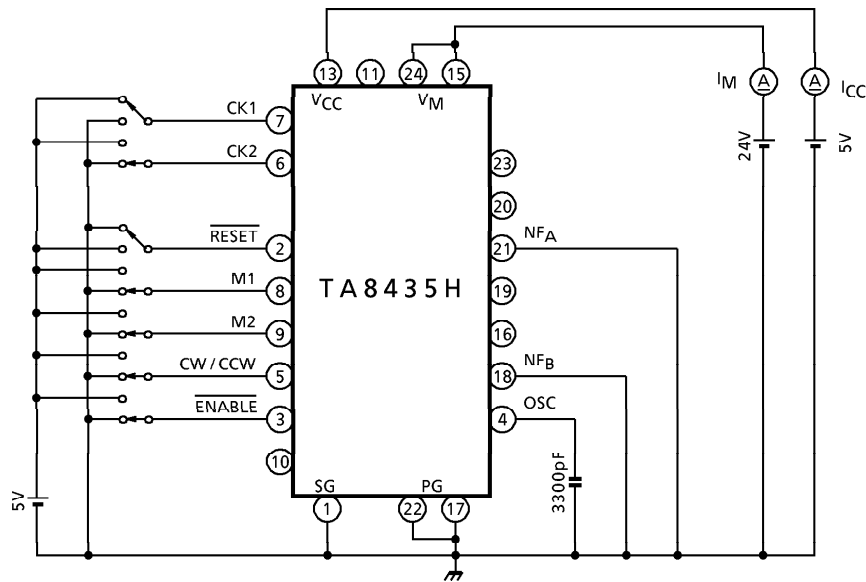 13
11
24
15
VCC
VM
IM
A
A
ICC
24V
5V
CK1
7
CK2
6
23
20
RESET
2
21
NFA
M1
8
TA8435H
19
M2
9
16
CW / CCW
5
18
NFB
ENABLE
3
4
OSC
10
3300pF
5V
SG
PG
1
22
17